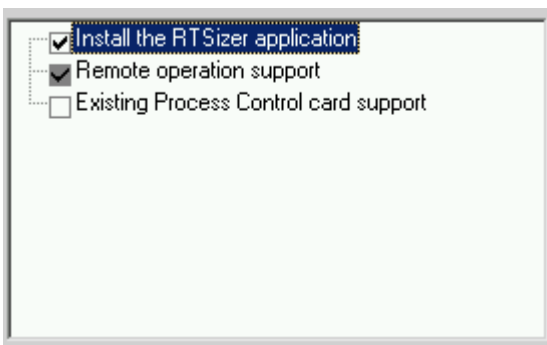 Install the RTSizer application
Remote operation support
Existing Process Control card support